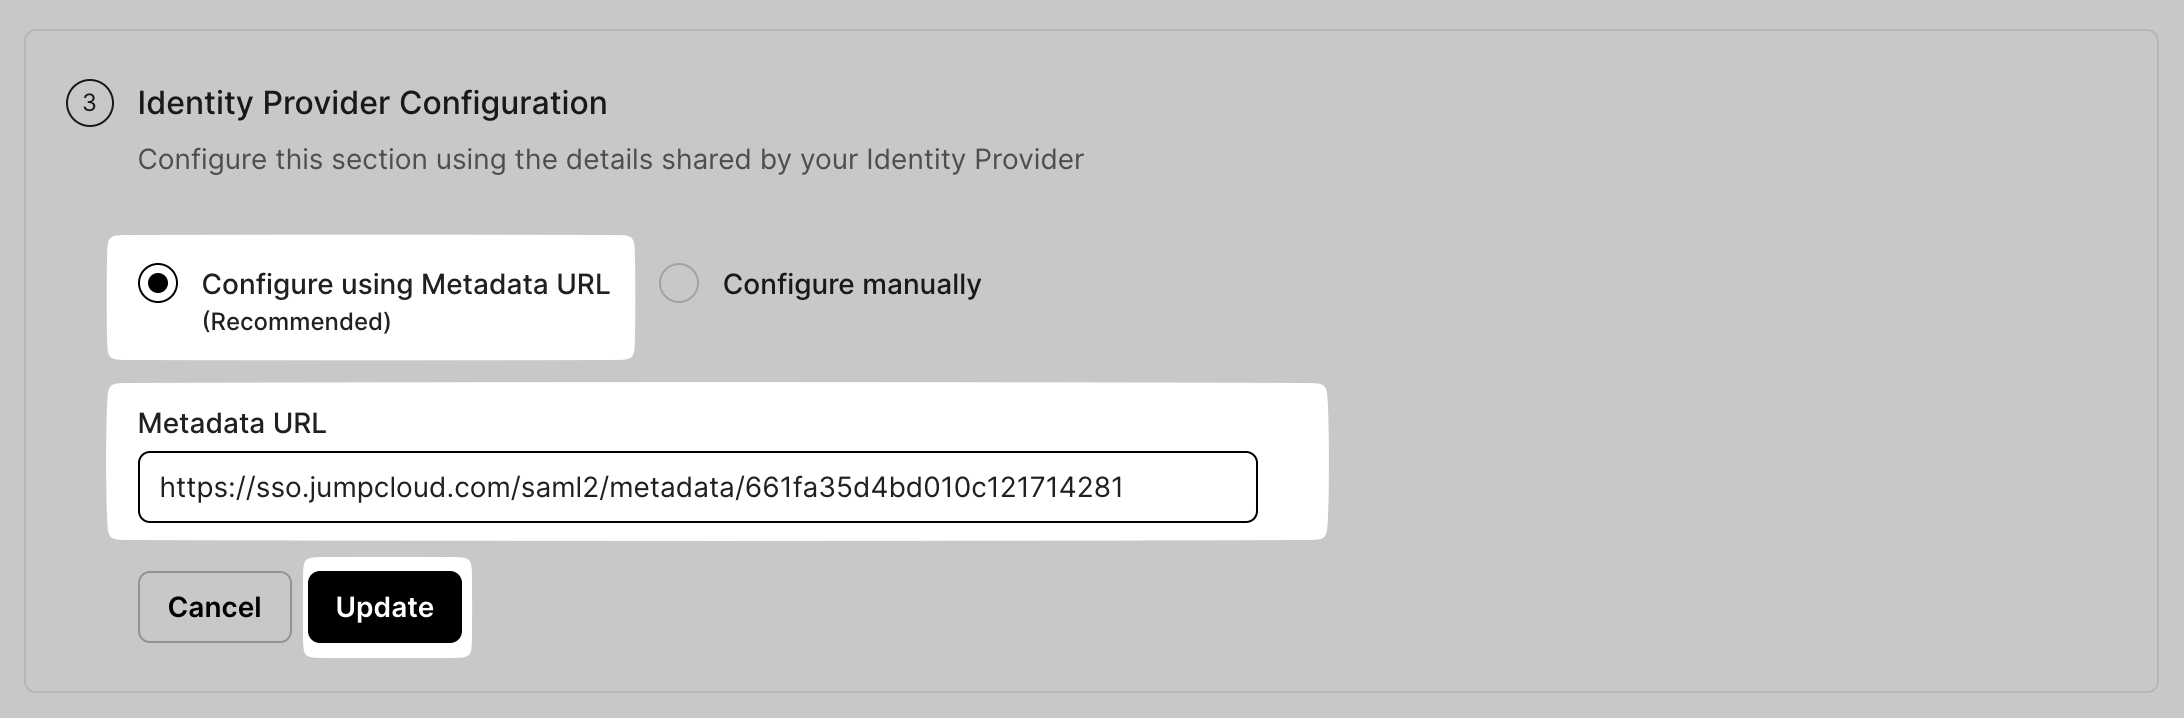 3
Identity Provider Configuration
Configure this section using the details shared by your Identity Provider
Configure using Metadata URL
(Recommended)
Configure manually
Metadata URL
https://sso.jumpcloud.com/saml2/metadata/661fa35d4bd010c121714281
Cancel
Update